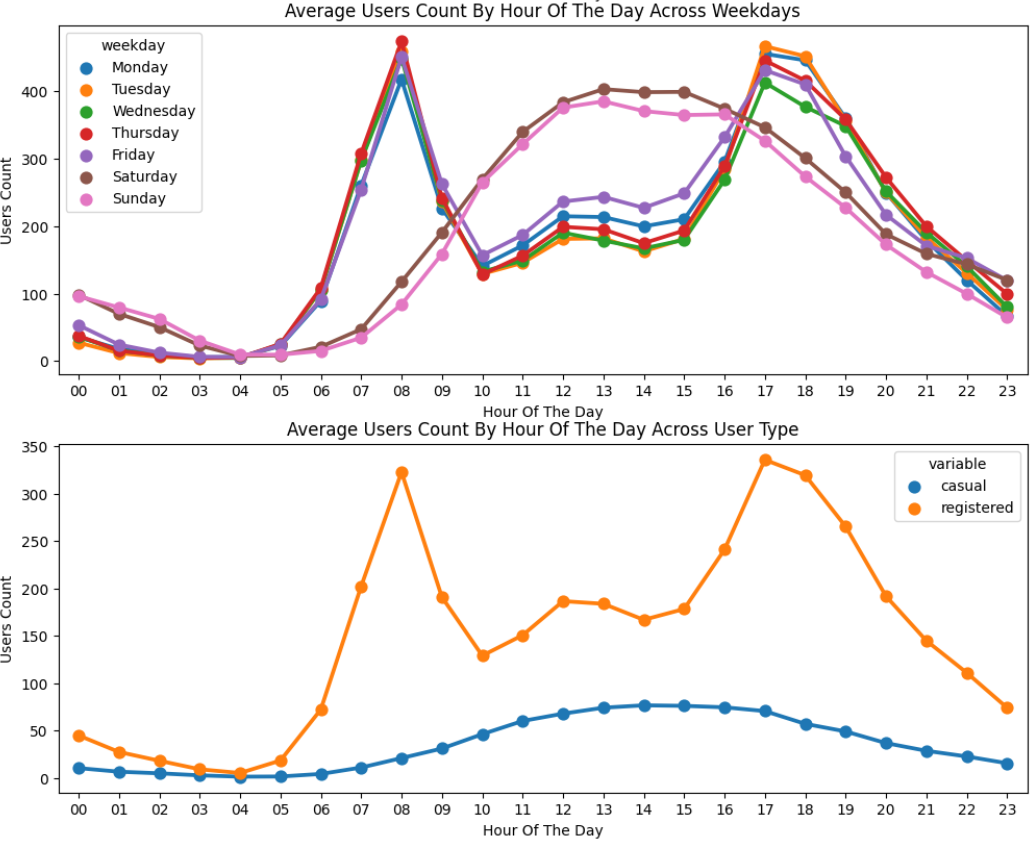 Average Users Count By Hour Of The Day Across Weekdays
Users Count
400
300
200
100
0
weekday
Monday
Tuesday
Wednesday
Thursday
Friday
Saturday
Sunday
00 01 02 03 04 05 06 07 08 09 10 11 12 13 14 15 16 17 18 19 20 21 22 23
Hour Of The Day
Average Users Count By Hour Of The Day Across User Type
Users Count
350
300
250
200
150
100
50
0
variable
casual
registered
00 01 02 03 04 05 06 07 08 09 10 11 12 13 14 15 16 17 18 19 20 21 22 23
Hour Of The Day